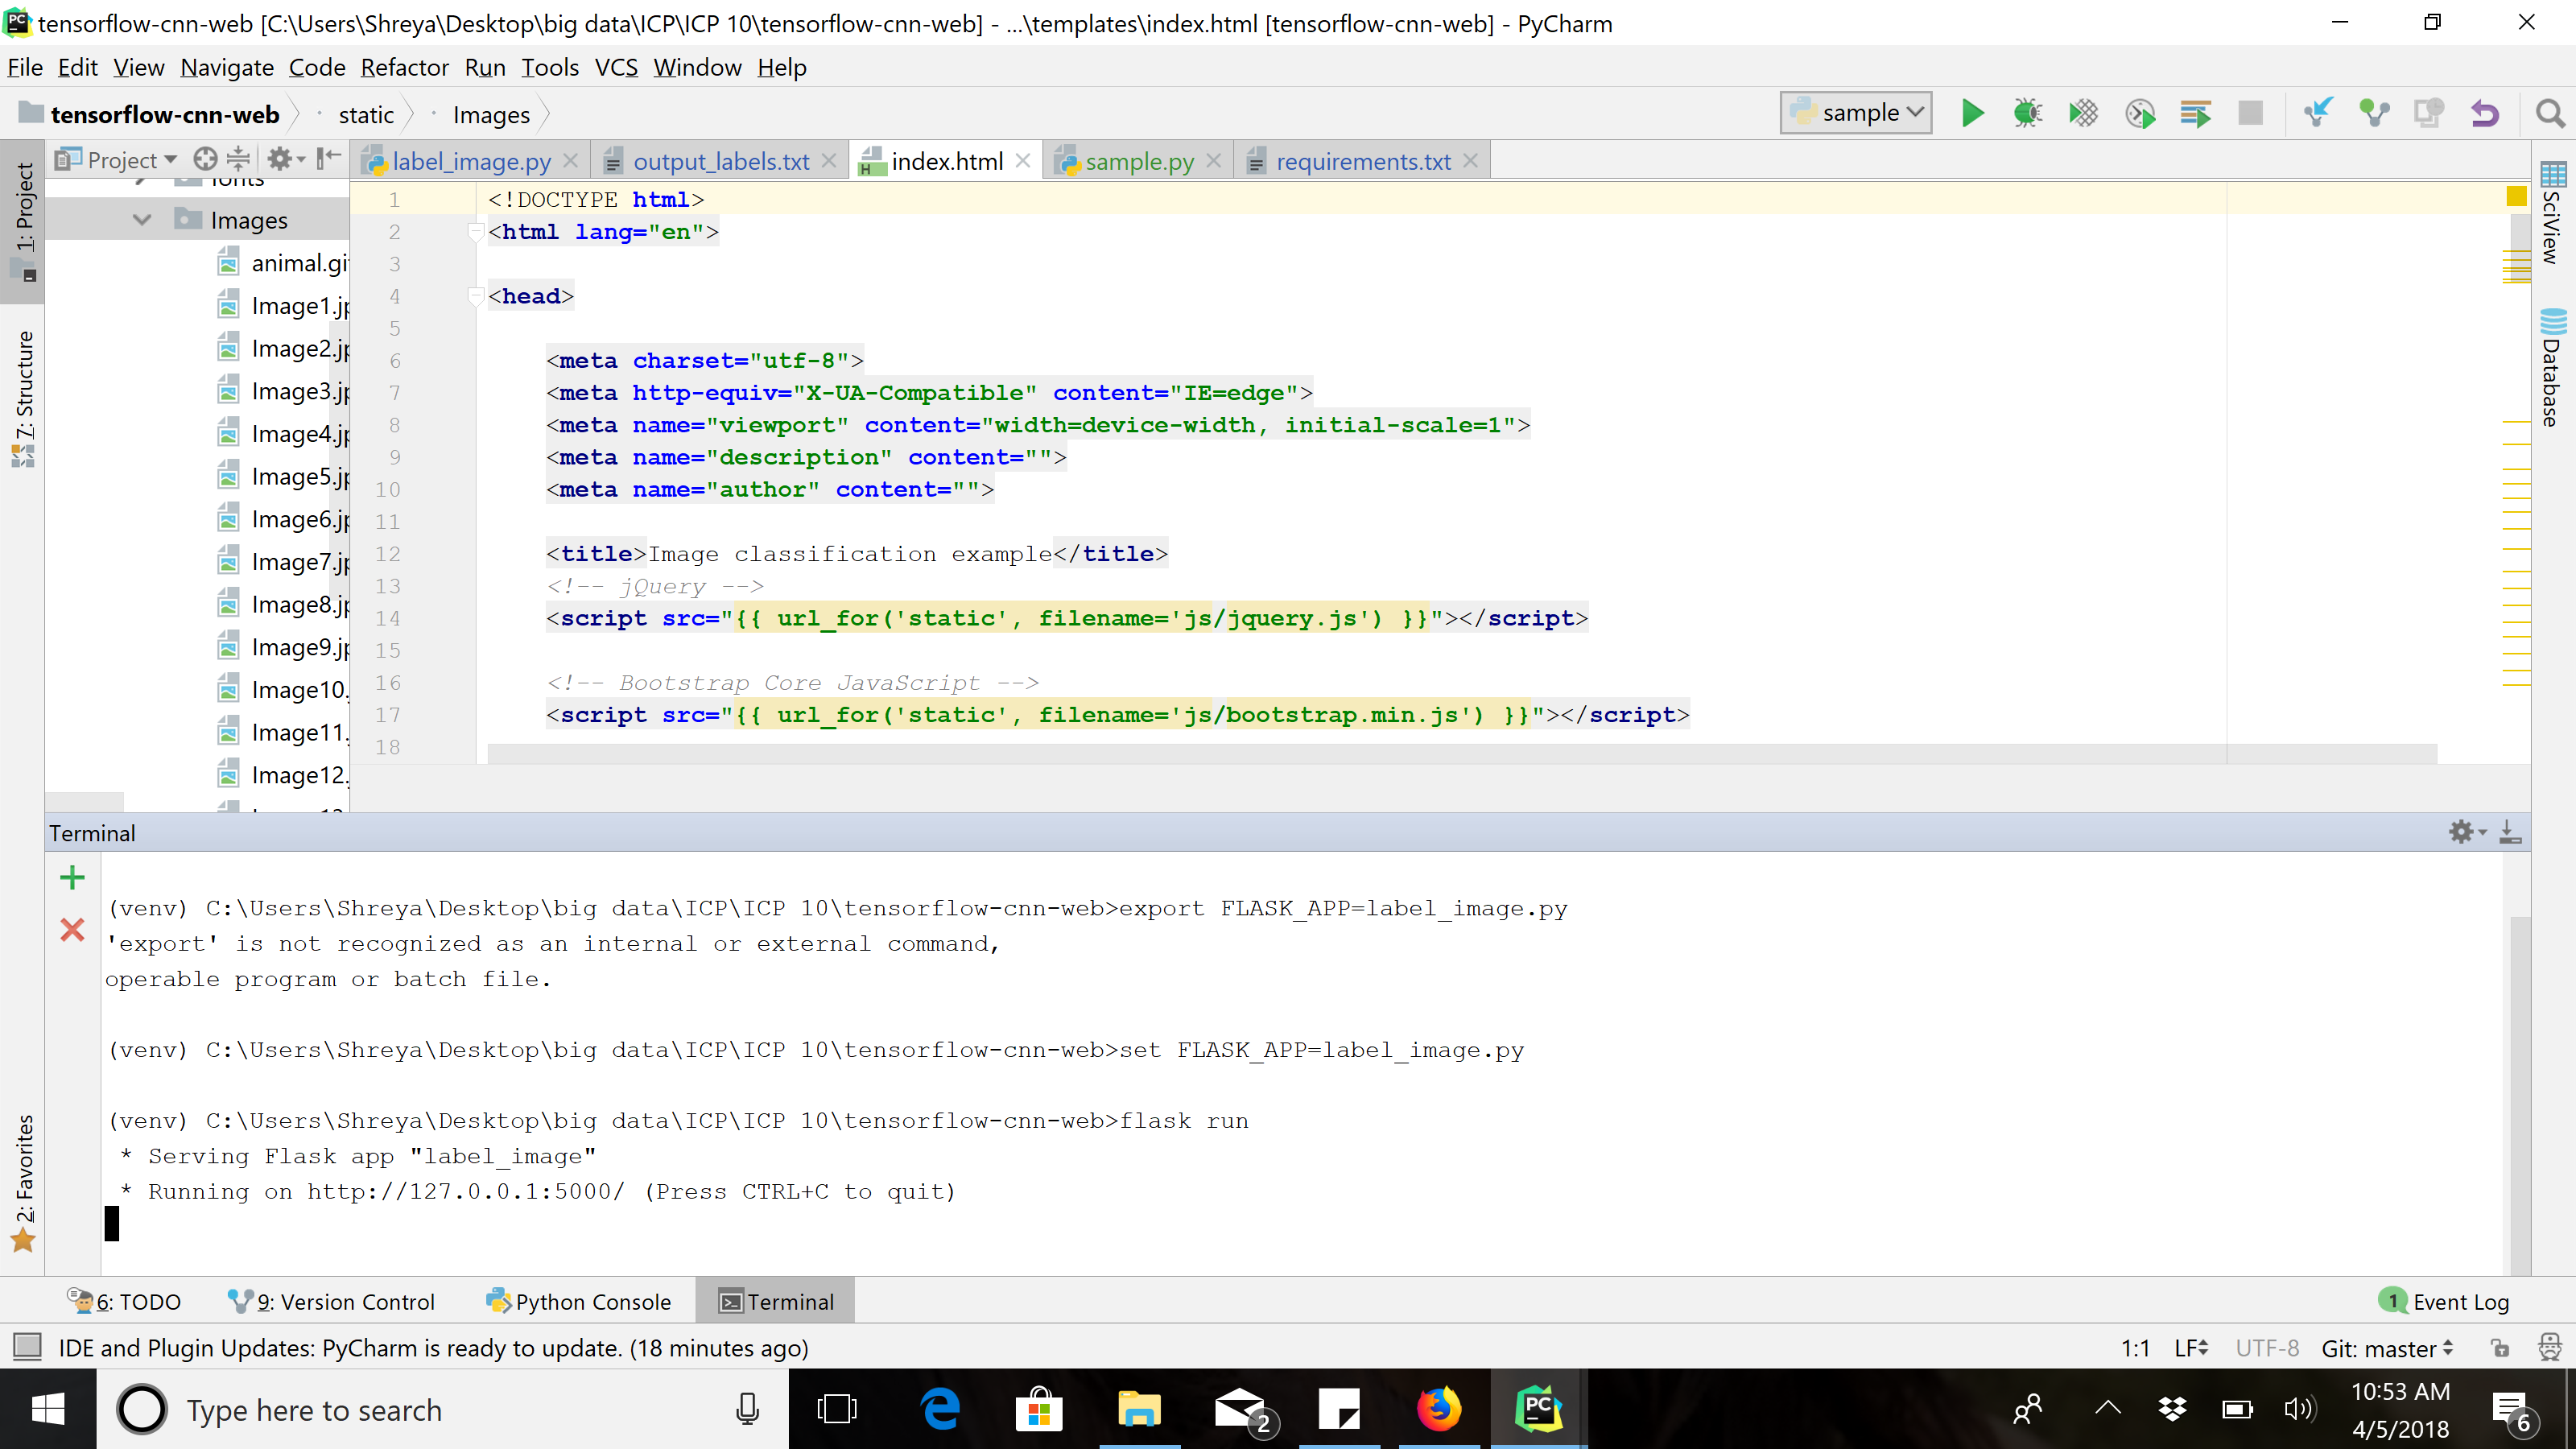 tensorflow-cnn-web [C:\Users\Shreya\Desktop\big data\ICP\ICP 10\tensorflow-cnn-web] - ...\templates\index.html [tensorflow-cnn-web] - PyCharm
File Edit View Navigate Code Refactor Run Tools VCS Window Help
tensorflow-cnn-web static Images sample
Project label_image.py output_labels.txt index.html sample.py requirements.txt
1: Project
7: Structure
2: Favorites
SciView
Database
fonts
Images
animal.gi
Image1.jp
Image2.jp
Image3.jp
Image4.jp
Image5.jp
Image6.jp
Image7.jp
Image8.jp
Image9.jp
Image10.
Image11.
Image12.
1 <!DOCTYPE html>
2 <html lang="en">
3
4 <head>
5
6 <meta charset="utf-8">
7 <meta http-equiv="X-UA-Compatible" content="IE=edge">
8 <meta name="viewport" content="width=device-width, initial-scale=1">
9 <meta name="description" content="">
10 <meta name="author" content="">
11
12 <title>Image classification example</title>
13 <!-- jQuery -->
14 <script src="{{ url_for('static', filename='js/jquery.js') }}"></script>
15
16 <!-- Bootstrap Core JavaScript -->
17 <script src="{{ url_for('static', filename='js/bootstrap.min.js') }}"></script>
18
Terminal
(venv) C:\Users\Shreya\Desktop\big data\ICP\ICP 10\tensorflow-cnn-web>export FLASK_APP=label_image.py
'export' is not recognized as an internal or external command,
operable program or batch file.
(venv) C:\Users\Shreya\Desktop\big data\ICP\ICP 10\tensorflow-cnn-web>set FLASK_APP=label_image.py
(venv) C:\Users\Shreya\Desktop\big data\ICP\ICP 10\tensorflow-cnn-web>flask run
* Serving Flask app "label_image"
* Running on http://127.0.0.1:5000/ (Press CTRL+C to quit)
6: TODO 9: Version Control Python Console Terminal 1 Event Log
IDE and Plugin Updates: PyCharm is ready to update. (18 minutes ago) 1:1 LF UTF-8 Git: master
Type here to search 2 10:53 AM
4/5/2018 6